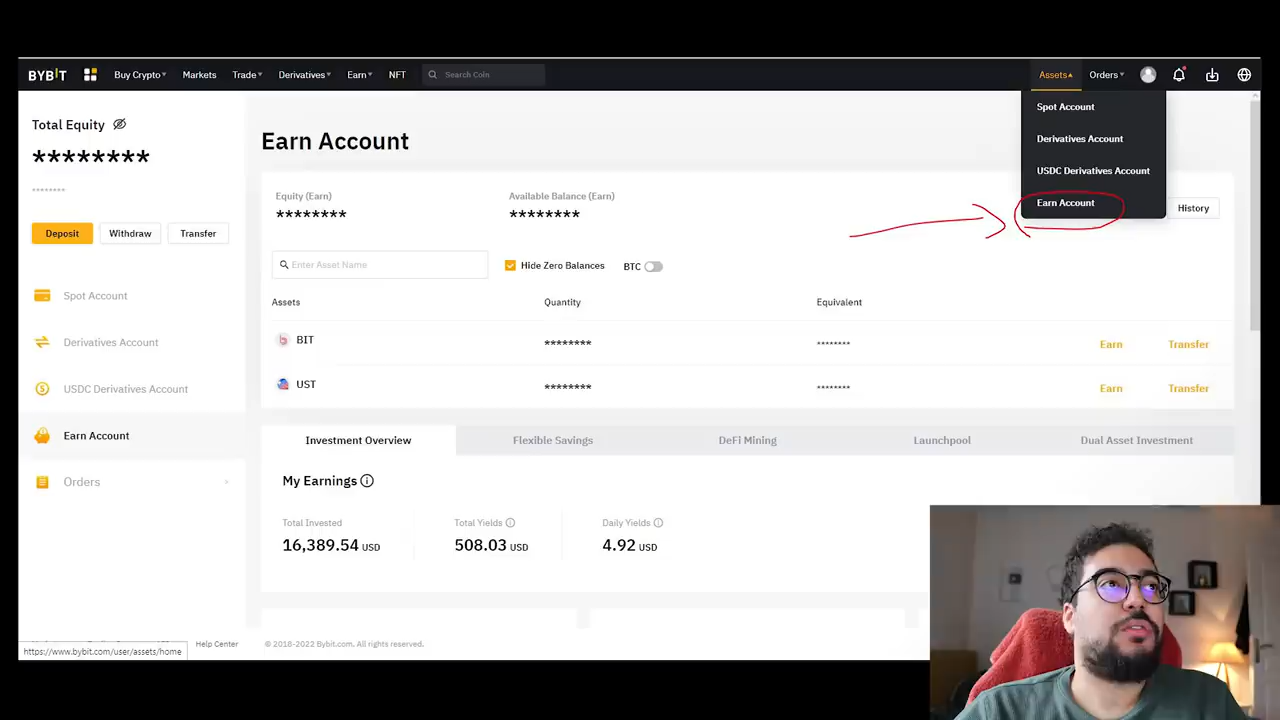 BYBIT Buy Crypto Markets Trade Derivatives Earn NFT Search Coin Assets Orders
Spot Account
Derivatives Account
USDC Derivatives Account
Earn Account
Total Equity
********
********
Deposit Withdraw Transfer
Spot Account
Derivatives Account
USDC Derivatives Account
Earn Account
Orders
Earn Account
History
Equity (Earn) Available Balance (Earn)
******** ********
Enter Asset Name Hide Zero Balances BTC
Assets Quantity Equivalent
BIT ******** ******** Earn Transfer
UST ******** ******** Earn Transfer
Investment Overview Flexible Savings DeFi Mining Launchpool Dual Asset Investment
My Earnings
Total Invested Total Yields Daily Yields
16,389.54 USD 508.03 USD 4.92 USD
Help Center © 2018-2022 Bybit.com. All rights reserved.
https://www.bybit.com/user/assets/home